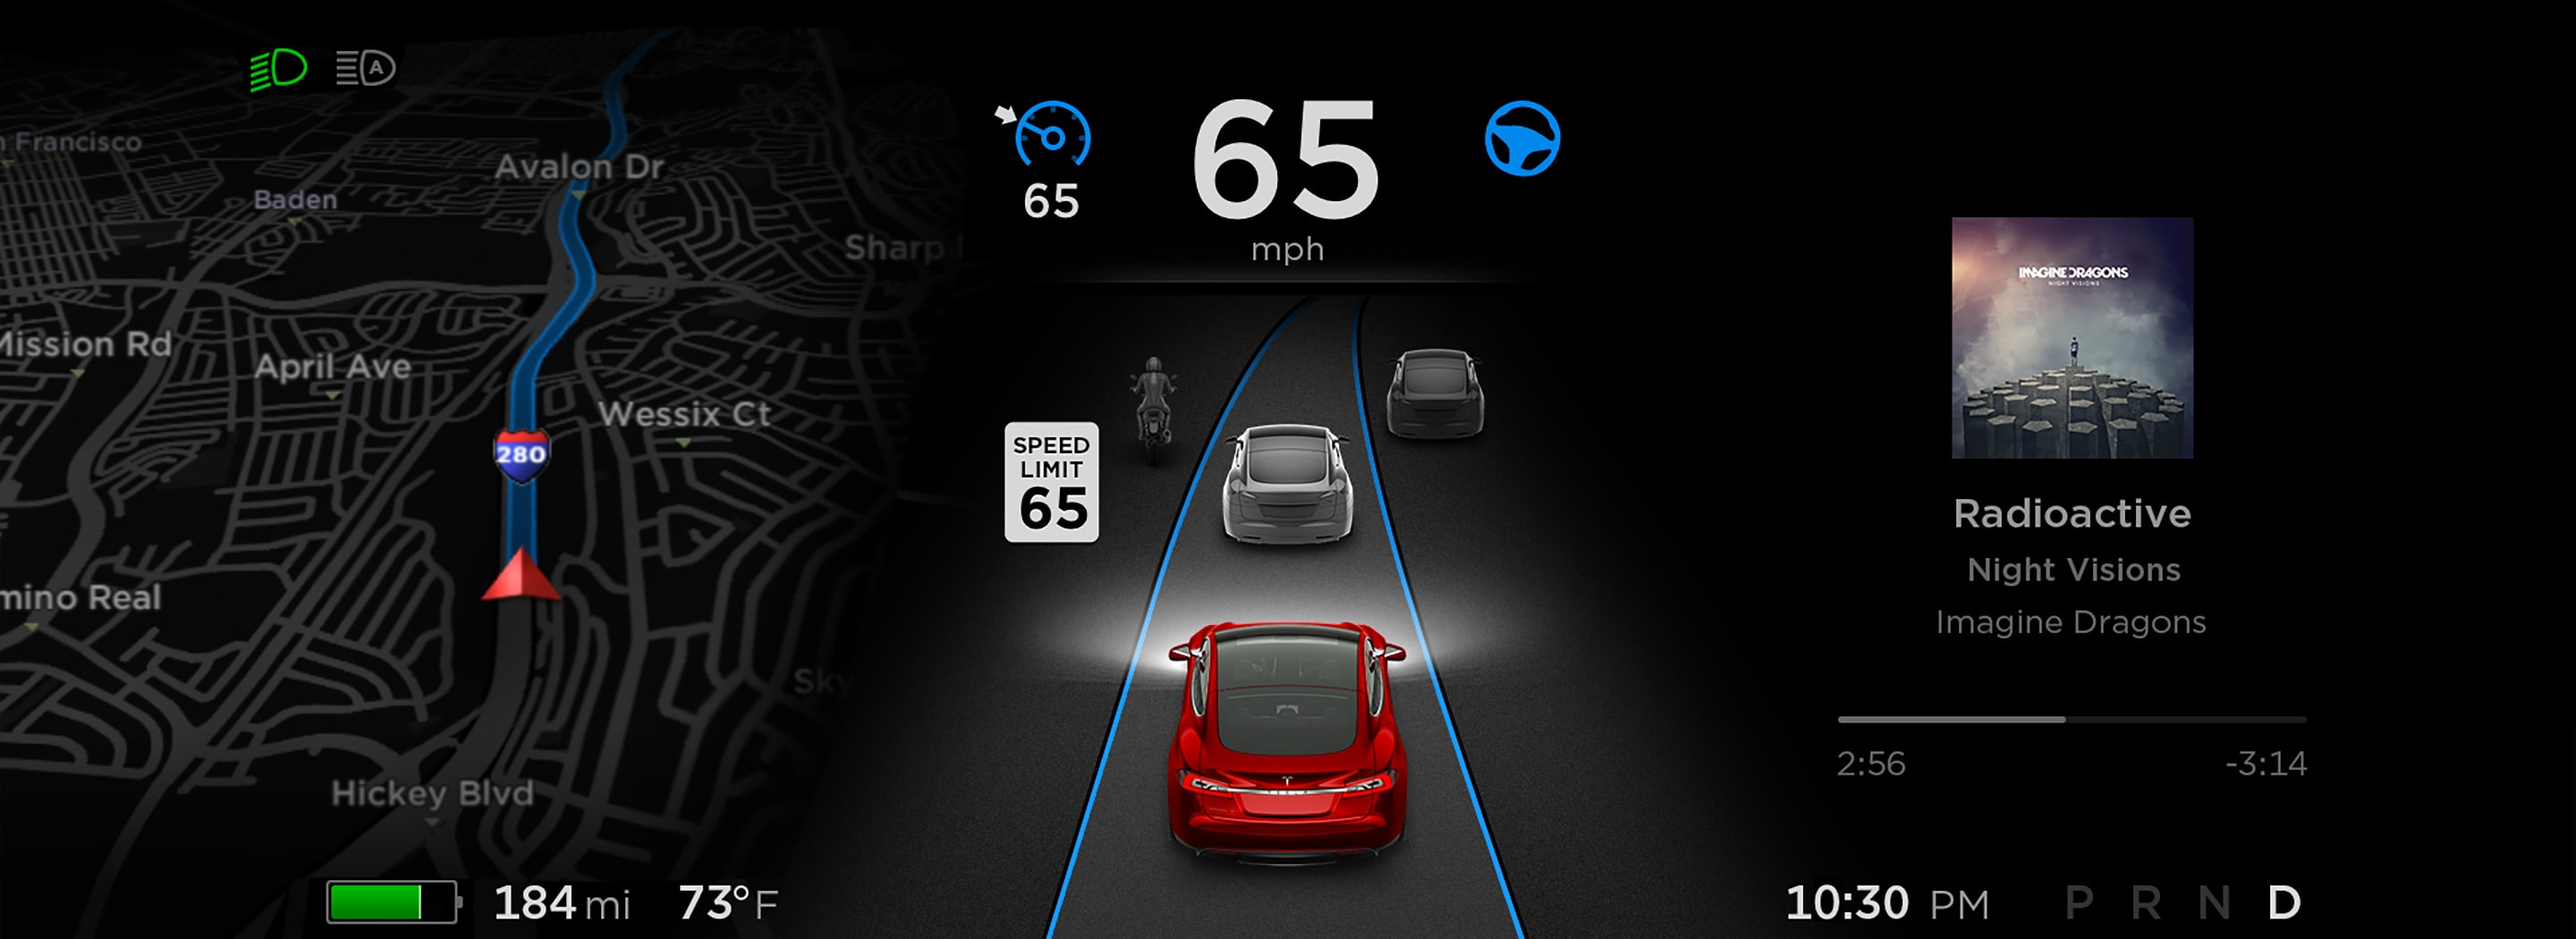 A
n Francisco
Avalon Dr
Baden
Sharp
Mission Rd
April Ave
Wessix Ct
280
mino Real
Sky
Hickey Blvd
184 mi 73°F
65
65
mph
SPEED
LIMIT
65
IMAGINE DRAGONS
NIGHT VISIONS
Radioactive
Night Visions
Imagine Dragons
2:56 -3:14
10:30 PM P R N D